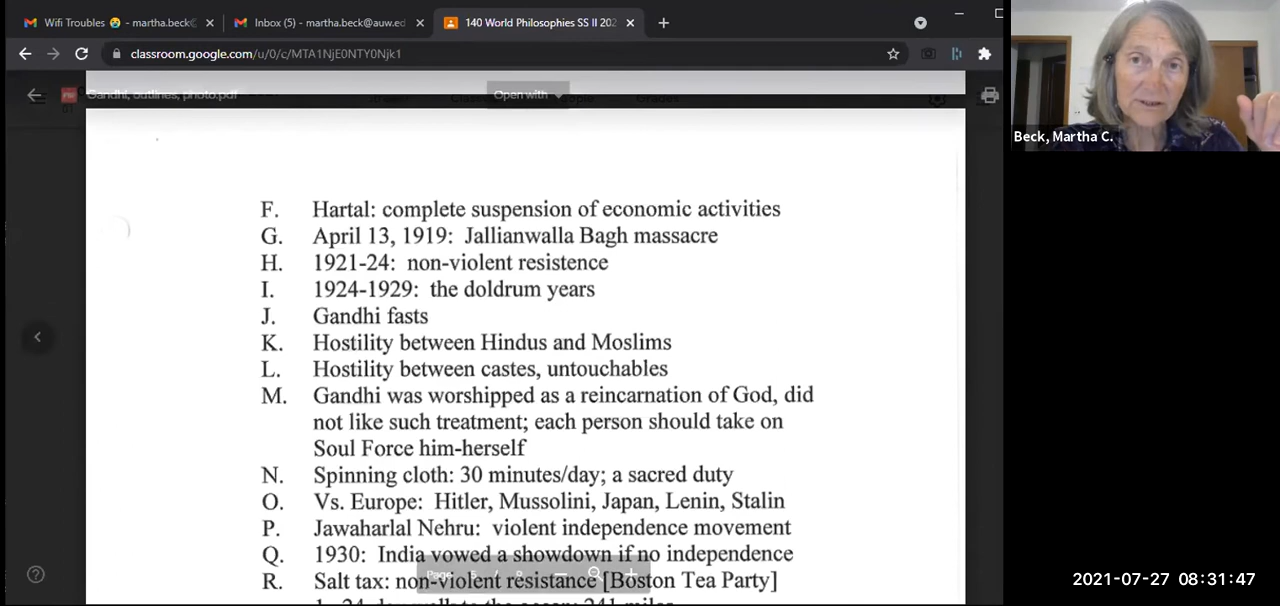 Wifi Troubles 😭 - martha.beck
Inbox (5) - martha.beck@auw.ed
140 World Philosophies SS II 202
classroom.google.com/u/0/c/MTA1NjE0NTY0Njk1
Gandhi, outlines, photo.pdf
Open with
Beck, Martha C.
F. Hartal: complete suspension of economic activities
G. April 13, 1919: Jallianwalla Bagh massacre
H. 1921-24: non-violent resistence
I. 1924-1929: the doldrum years
J. Gandhi fasts
K. Hostility between Hindus and Moslims
L. Hostility between castes, untouchables
M. Gandhi was worshipped as a reincarnation of God, did
not like such treatment; each person should take on
Soul Force him-herself
N. Spinning cloth: 30 minutes/day; a sacred duty
O. Vs. Europe: Hitler, Mussolini, Japan, Lenin, Stalin
P. Jawaharlal Nehru: violent independence movement
Q. 1930: India vowed a showdown if no independence
R. Salt tax: non-violent resistance [Boston Tea Party]
Page
2021-07-27 08:31:47